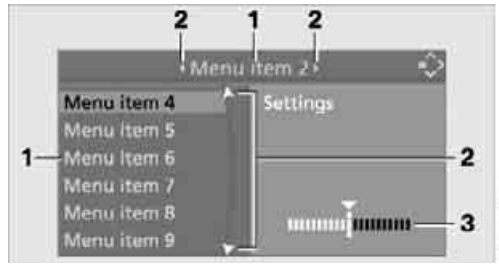 2 1 2
Menu item 2
Menu item 4 Settings
Menu item 5
1 Menu item 6 2
Menu item 7
Menu item 8 3
Menu item 9